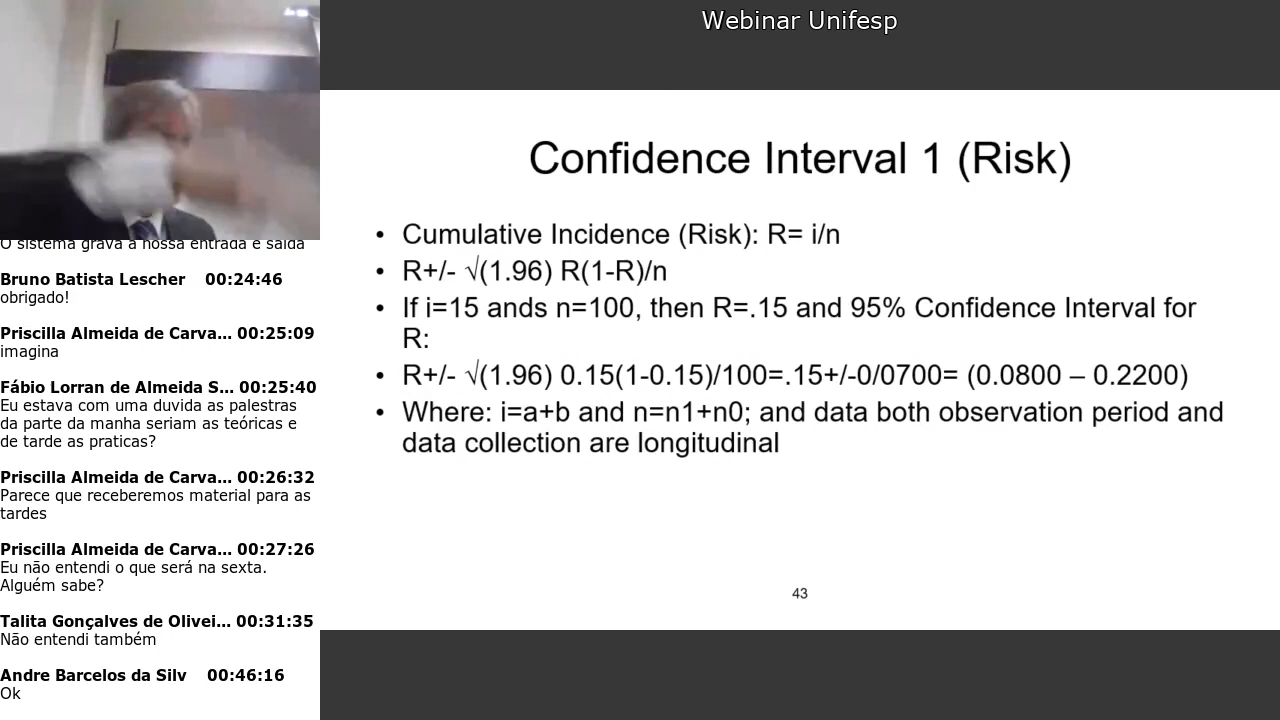 Webinar Unifesp
O sistema grava a nossa entrada e saída
Bruno Batista Lescher 00:24:46
obrigado!
Priscilla Almeida de Carva... 00:25:09
imagina
Fábio Lorran de Almeida S... 00:25:40
Eu estava com uma duvida as palestras
da parte da manha seriam as teóricas e
de tarde as praticas?
Priscilla Almeida de Carva... 00:26:32
Parece que receberemos material para as
tardes
Priscilla Almeida de Carva... 00:27:26
Eu não entendi o que será na sexta.
Alguém sabe?
Talita Gonçalves de Olivei... 00:31:35
Não entendi também
Andre Barcelos da Silv 00:46:16
Ok
Confidence Interval 1 (Risk)
• Cumulative Incidence (Risk): R= i/n
• R+/- √(1.96) R(1-R)/n
• If i=15 ands n=100, then R=.15 and 95% Confidence Interval for
R:
• R+/- √(1.96) 0.15(1-0.15)/100=.15+/-0/0700= (0.0800 – 0.2200)
• Where: i=a+b and n=n1+n0; and data both observation period and
data collection are longitudinal
43